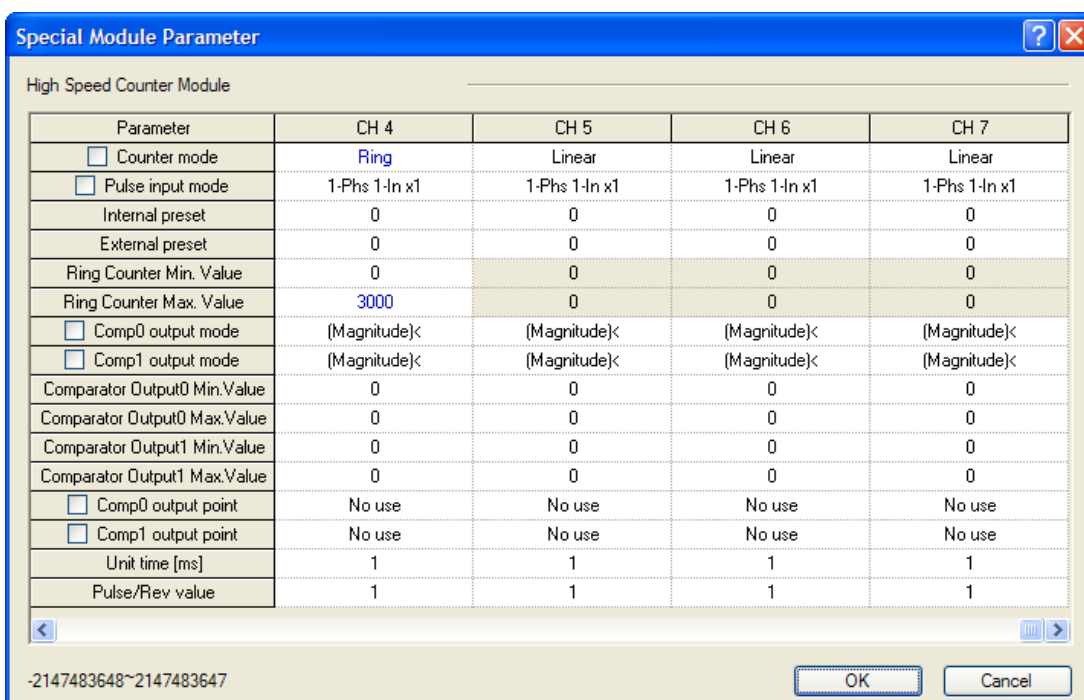 Special Module Parameter
High Speed Counter Module
Parameter CH 4 CH 5 CH 6 CH 7
Counter mode Ring Linear Linear Linear
Pulse input mode 1-Phs 1-In x1 1-Phs 1-In x1 1-Phs 1-In x1 1-Phs 1-In x1
Internal preset 0 0 0 0
External preset 0 0 0 0
Ring Counter Min. Value 0 0 0 0
Ring Counter Max. Value 3000 0 0 0
Comp0 output mode (Magnitude)< (Magnitude)< (Magnitude)< (Magnitude)<
Comp1 output mode (Magnitude)< (Magnitude)< (Magnitude)< (Magnitude)<
Comparator Output0 Min.Value 0 0 0 0
Comparator Output0 Max.Value 0 0 0 0
Comparator Output1 Min.Value 0 0 0 0
Comparator Output1 Max.Value 0 0 0 0
Comp0 output point No use No use No use No use
Comp1 output point No use No use No use No use
Unit time [ms] 1 1 1 1
Pulse/Rev value 1 1 1 1
-2147483648~2147483647 OK Cancel